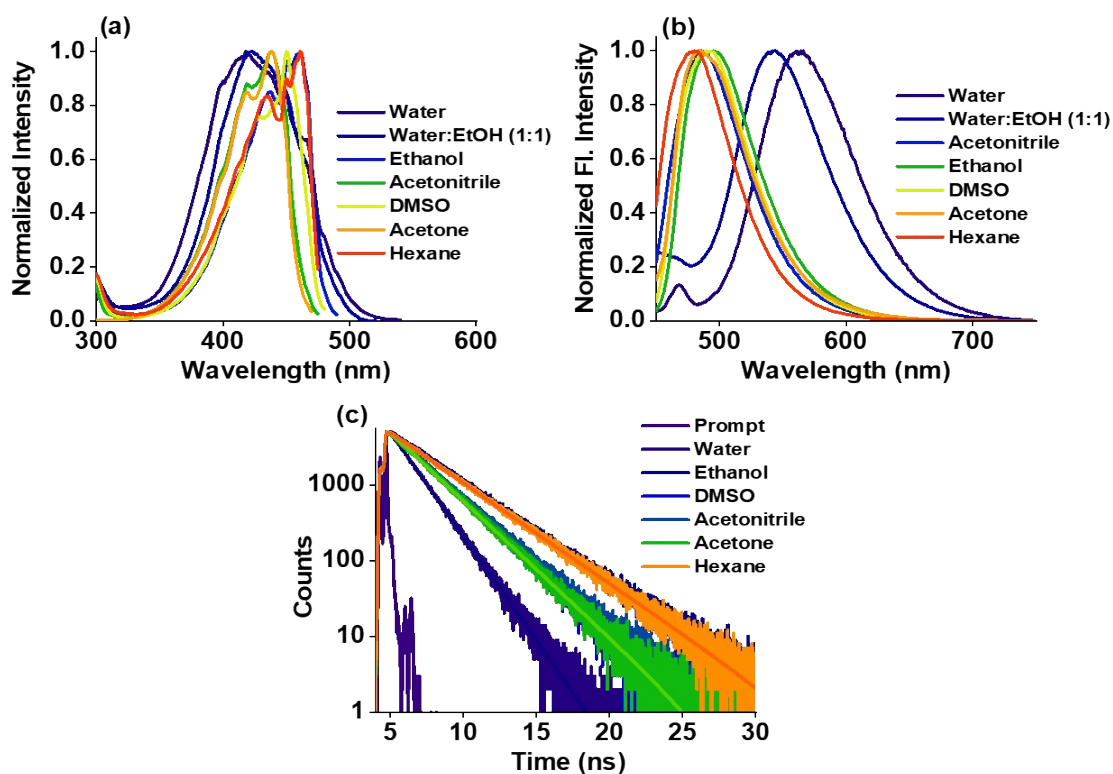 (a)
Normalized Intensity
1.0
0.8
0.6
0.4
0.2
0.0
300
400
500
600
Wavelength (nm)
Water
Water:EtOH (1:1)
Ethanol
Acetonitrile
DMSO
Acetone
Hexane
(b)
Normalized Fl. Intensity
1.0
0.8
0.6
0.4
0.2
0.0
500
600
700
Wavelength (nm)
Water
Water:EtOH (1:1)
Acetonitrile
Ethanol
DMSO
Acetone
Hexane
(c)
Counts
1000
100
10
1
5
10
15
20
25
30
Time (ns)
Prompt
Water
Ethanol
DMSO
Acetonitrile
Acetone
Hexane